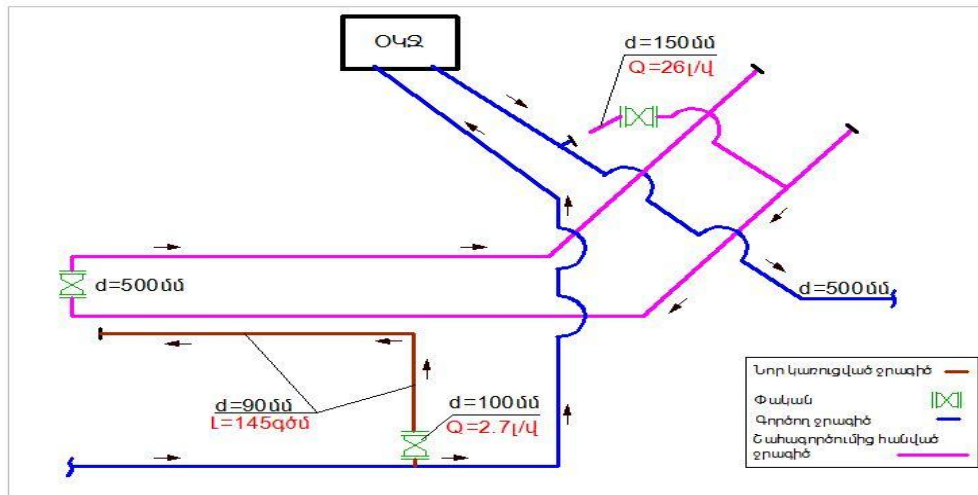 ՕԿՋ
d=150մմ
Q=26լ/վ
d=500մմ
d=500մմ
d=90մմ
L=145գծմ
d=100մմ
Q=2.7լ/վ
Նոր կառուցված ջրագիծ
Փական
Գործող ջրագիծ
Շահագործումից հանված
ջրագիծ